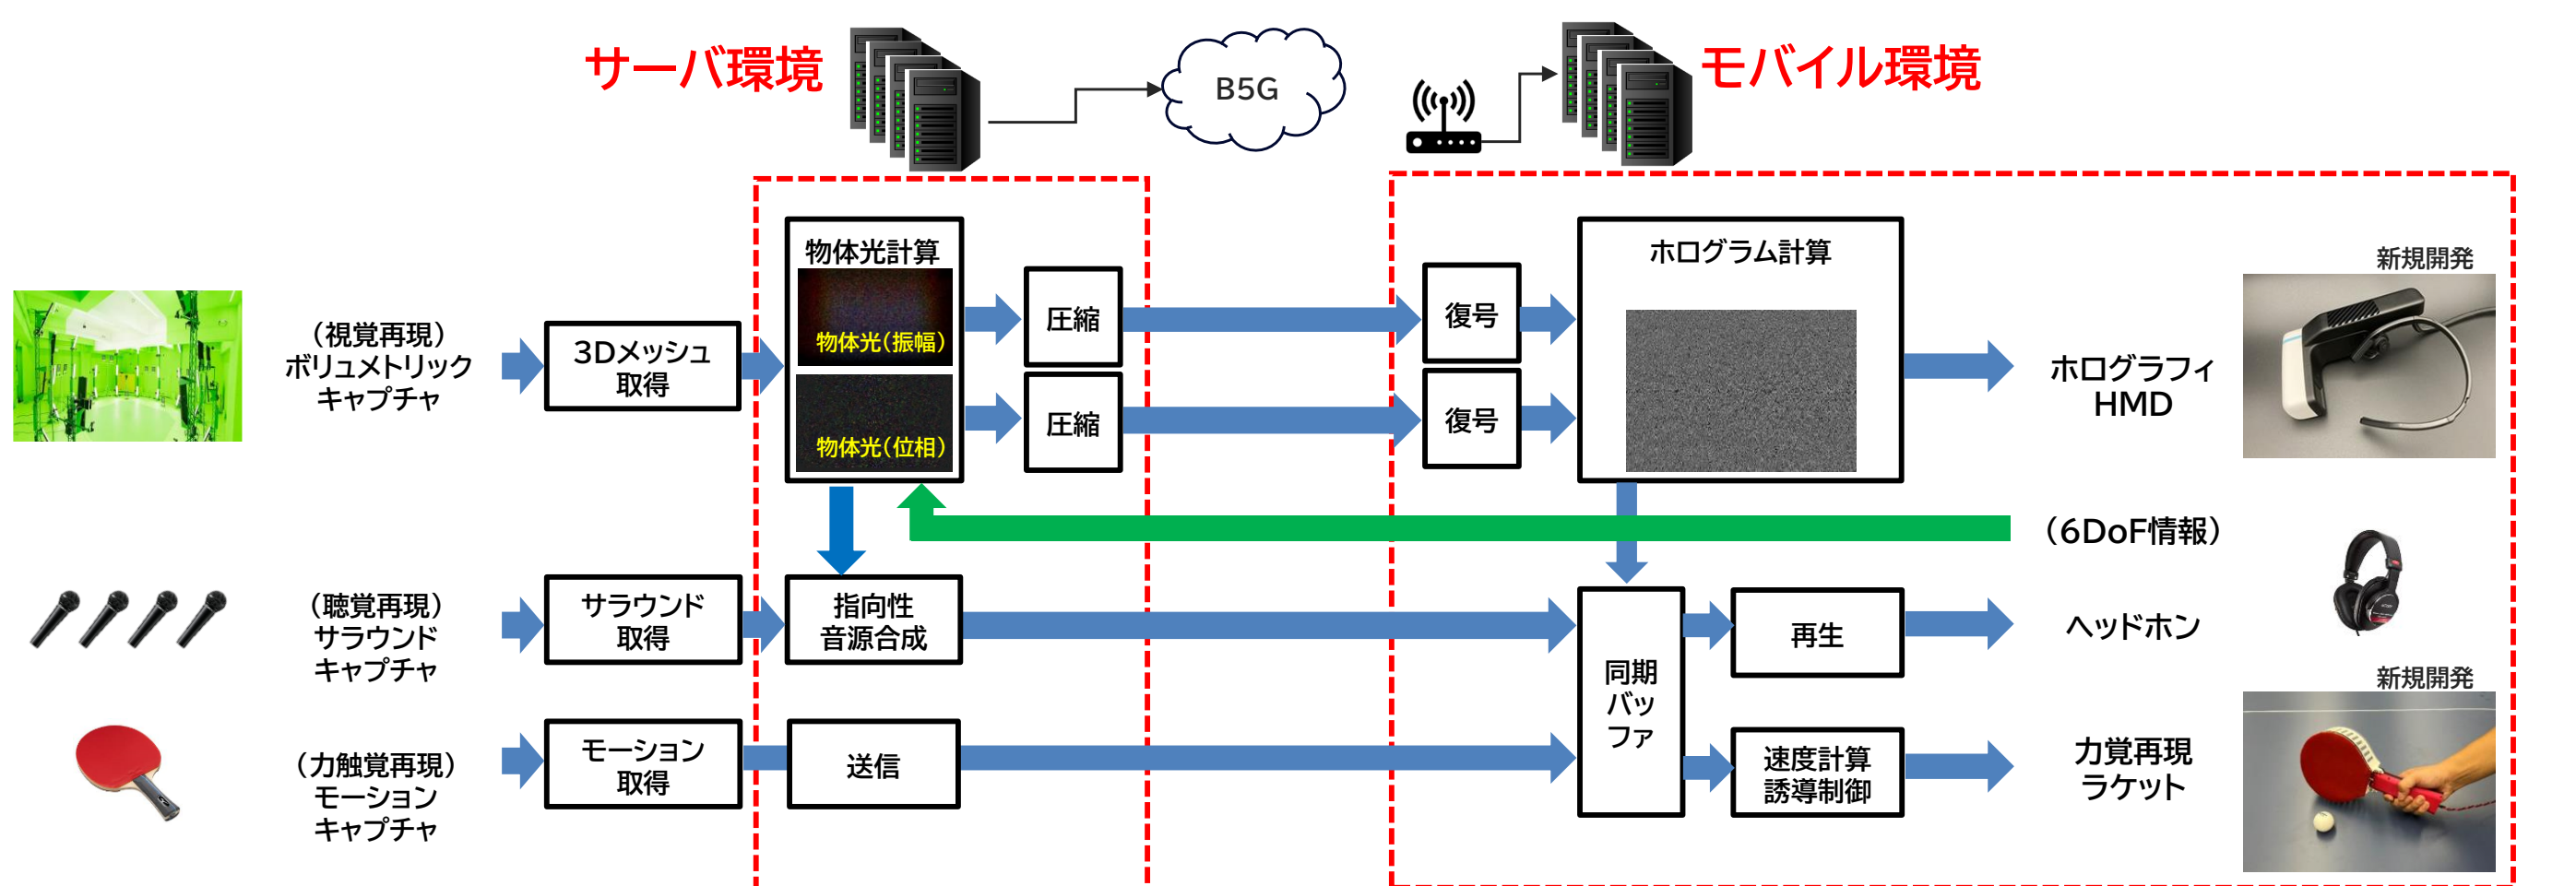 サーバ環境
B5G
モバイル環境
物体光計算
物体光(振幅)
物体光(位相)
圧縮
圧縮
復号
復号
ホログラム計算
新規開発
(視覚再現)
ボリュメトリック
キャプチャ
3Dメッシュ
取得
ホログラフィ
HMD
(6DoF情報)
(聴覚再現)
サラウンド
キャプチャ
サラウンド
取得
指向性
音源合成
同期
バッ
ファ
再生
ヘッドホン
新規開発
(力触覚再現)
モーション
キャプチャ
モーション
取得
送信
速度計算
誘導制御
力覚再現
ラケット